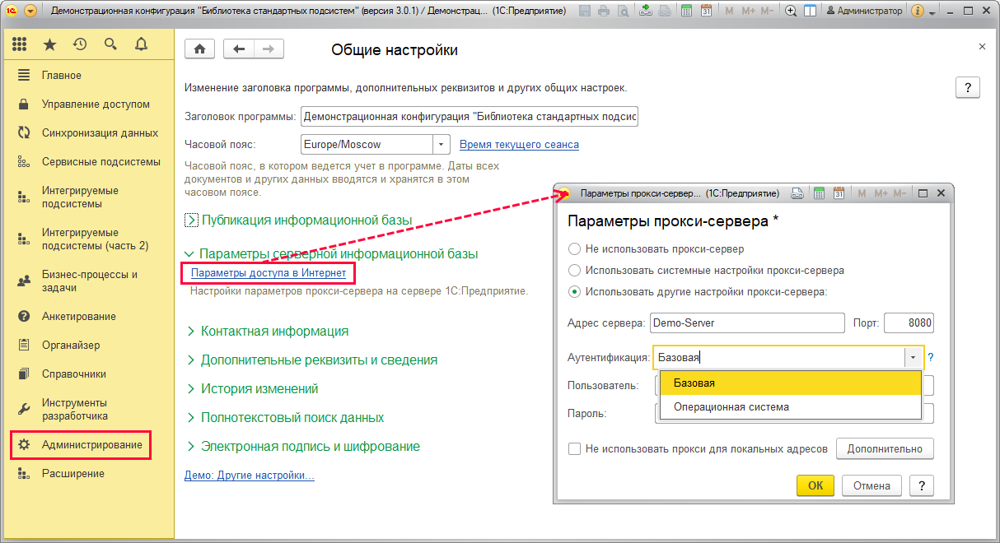 Демонстрационная конфигурация "Библиотека стандартных подсистем" (версия 3.0.1) / Демонстрац... (1С:Предприятие)
31
M M+ M-
Администратор
i
Главное
Управление доступом
Синхронизация данных
Сервисные подсистемы
Интегрируемые
подсистемы
Интегрируемые
подсистемы (часть 2)
Бизнес-процессы и
задачи
Анкетирование
Органайзер
Справочники
Инструменты
разработчика
Администрирование
Расширение
Общие настройки
Изменение заголовка программы, дополнительных реквизитов и других общих настроек.
?
Заголовок программы: Демонстрационная конфигурация "Библиотека стандартных подсис
Часовой пояс: Europe/Moscow Время текущего сеанса
Часовой пояс, в котором ведется учет в программе. Даты всех
документов и других данных вводятся и хранятся в этом
часовом поясе.
Публикация информационной базы
Параметры серверной информационной базы
Параметры доступа в Интернет
Настройки параметров прокси-сервера на сервере 1С:Предприятие.
Контактная информация
Дополнительные реквизиты и сведения
История изменений
Полнотекстовый поиск данных
Электронная подпись и шифрование
Демо: Другие настройки...
Параметры прокси-сервер... (1С:Предприятие)
31
M M+ M-
Параметры прокси-сервера *
Не использовать прокси-сервер
Использовать системные настройки прокси-сервера
Использовать другие настройки прокси-сервера:
Адрес сервера: Demo-Server Порт: 8080
Аутентификация: Базовая ?
Базовая
Операционная система
Пользователь:
Пароль:
Не использовать прокси для локальных адресов Дополнительно
ОК Отмена ?